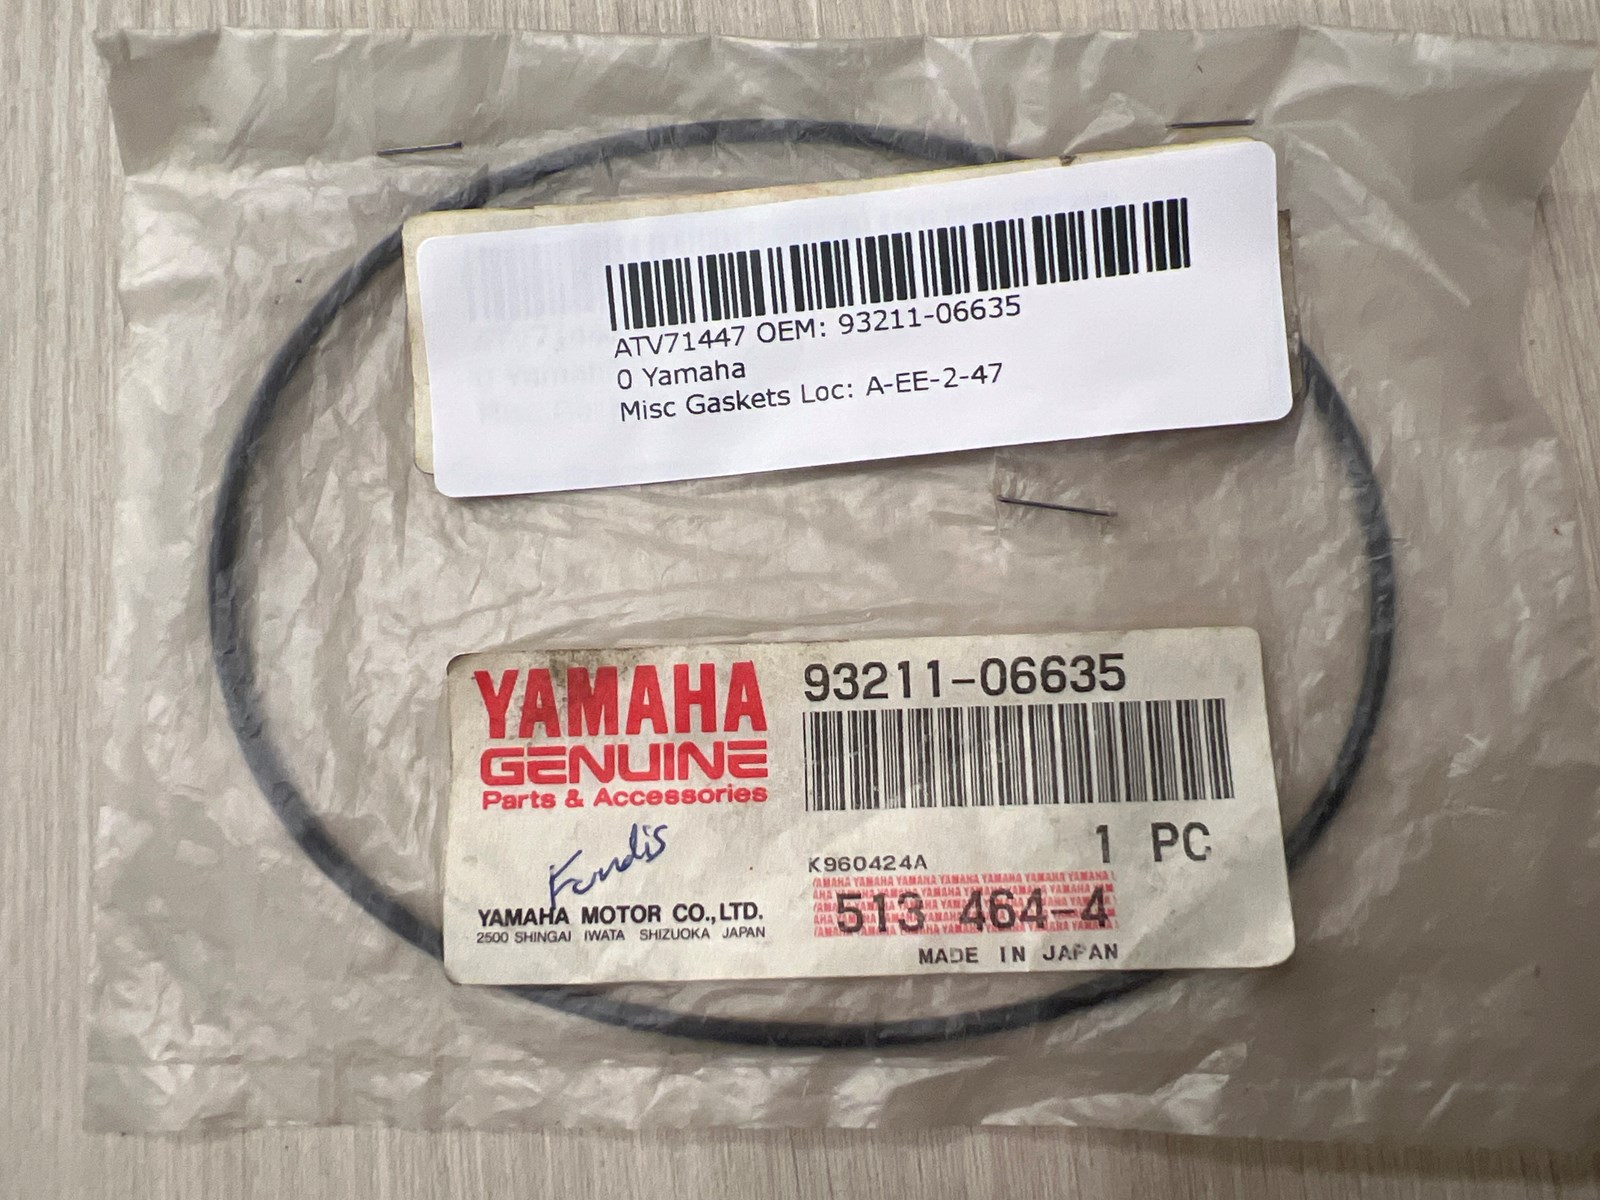 ATV71447 OEM: 93211-06635
0 Yamaha
Misc Gaskets Loc: A-EE-2-47
YAMAHA
GENUINE
Parts & Accessories
YAMAHA MOTOR CO.,LTD.
2500 SHINGAI IWATA SHIZUOKA JAPAN
93211-06635
1 PC
K960424A
513 464-4
MADE IN JAPAN